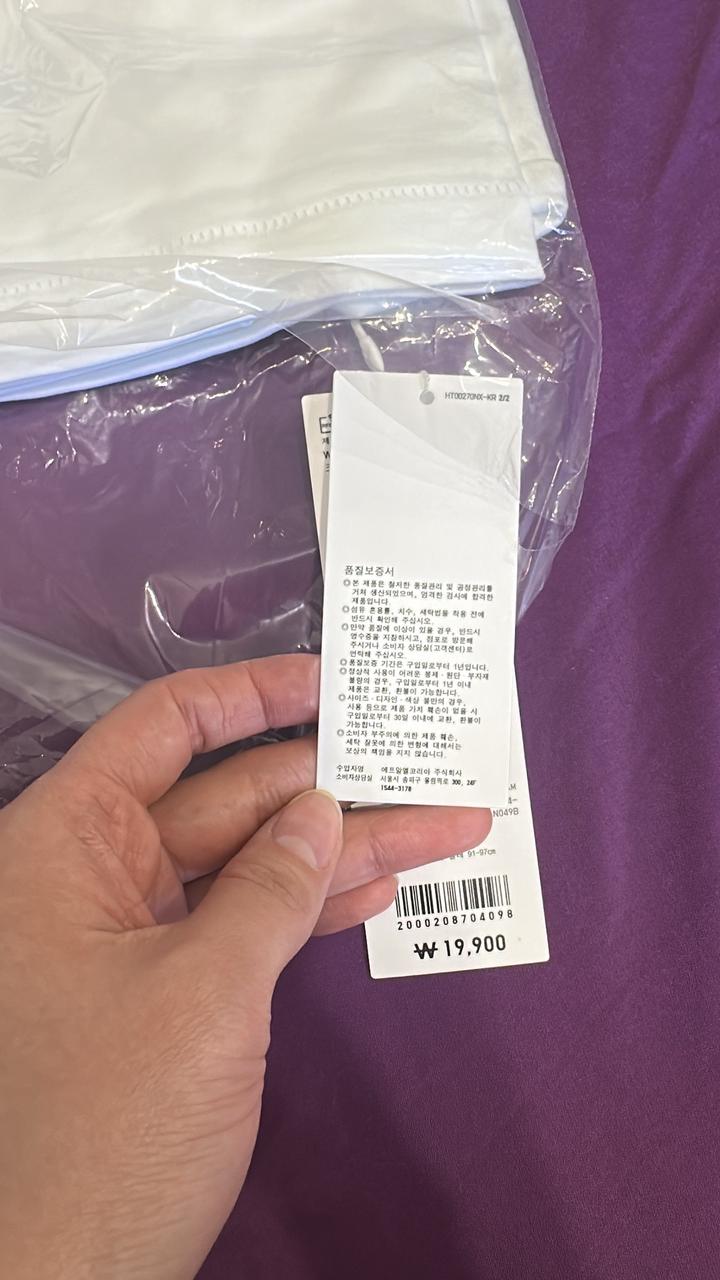 HT00270NX-KR 2/2
품질보증서
◎본 제품은 철저한 품질관리 및 공정관리를
거쳐 생산되었으며, 엄격한 검사에 합격한
제품입니다.
◎섬유 혼용률, 치수, 세탁법을 착용 전에
반드시 확인해 주십시오.
◎만약 품질에 이상이 있을 경우, 반드시
영수증을 지참하시고, 점포로 방문해
주시거나 소비자 상담실(고객센터)로
연락해 주십시오.
◎품질보증 기간은 구입일로부터 1년입니다.
◎정상적 사용이 어려운 봉제·원단·부자재
불량의 경우, 구입일로부터 1년 이내
제품은 교환, 환불이 가능합니다.
◎사이즈·디자인·색상 불만의 경우,
사용 등으로 제품 가치 훼손이 없을 시
구입일로부터 30일 이내에 교환, 환불이
가능합니다.
◎소비자 부주의에 의한 제품 훼손,
세탁 잘못에 의한 변형에 대해서는
보상의 책임을 지지 않습니다.
수입자명 에프알엘코리아 주식회사
소비자상담실 서울시 송파구 올림픽로 300, 24F
1544-3178
N049B
91-97cm
2000208704098
₩ 19,900